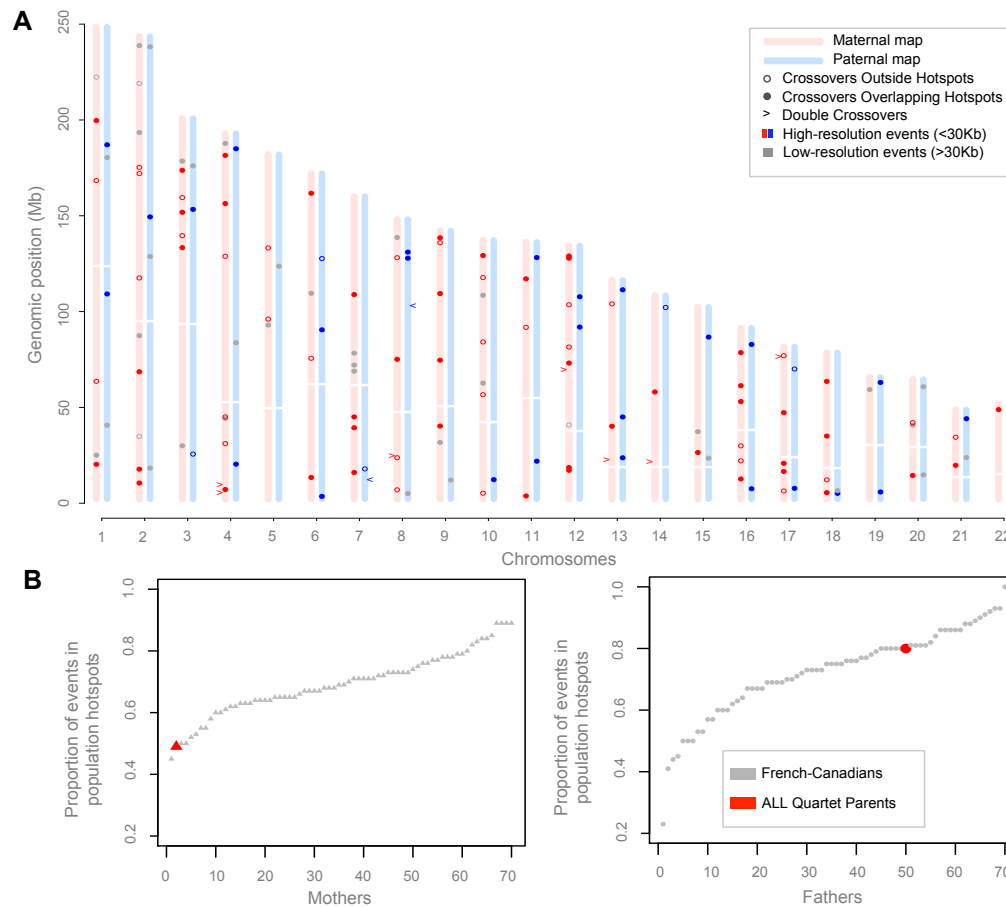 A
Genomic position (Mb)
250
200
150
100
50
0
Maternal map
Paternal map
Crossovers Outside Hotspots
Crossovers Overlapping Hotspots
> Double Crossovers
High-resolution events (<30Kb)
Low-resolution events (>30Kb)
1 2 3 4 5 6 7 8 9 10 11 12 13 14 15 16 17 18 19 20 21 22
Chromosomes
B
Proportion of events in
population hotspots
1.0
0.8
0.6
0.4
0.2
0 10 20 30 40 50 60 70
Mothers
Proportion of events in
population hotspots
1.0
0.8
0.6
0.4
0.2
French-Canadians
ALL Quartet Parents
0 10 20 30 40 50 60 70
Fathers